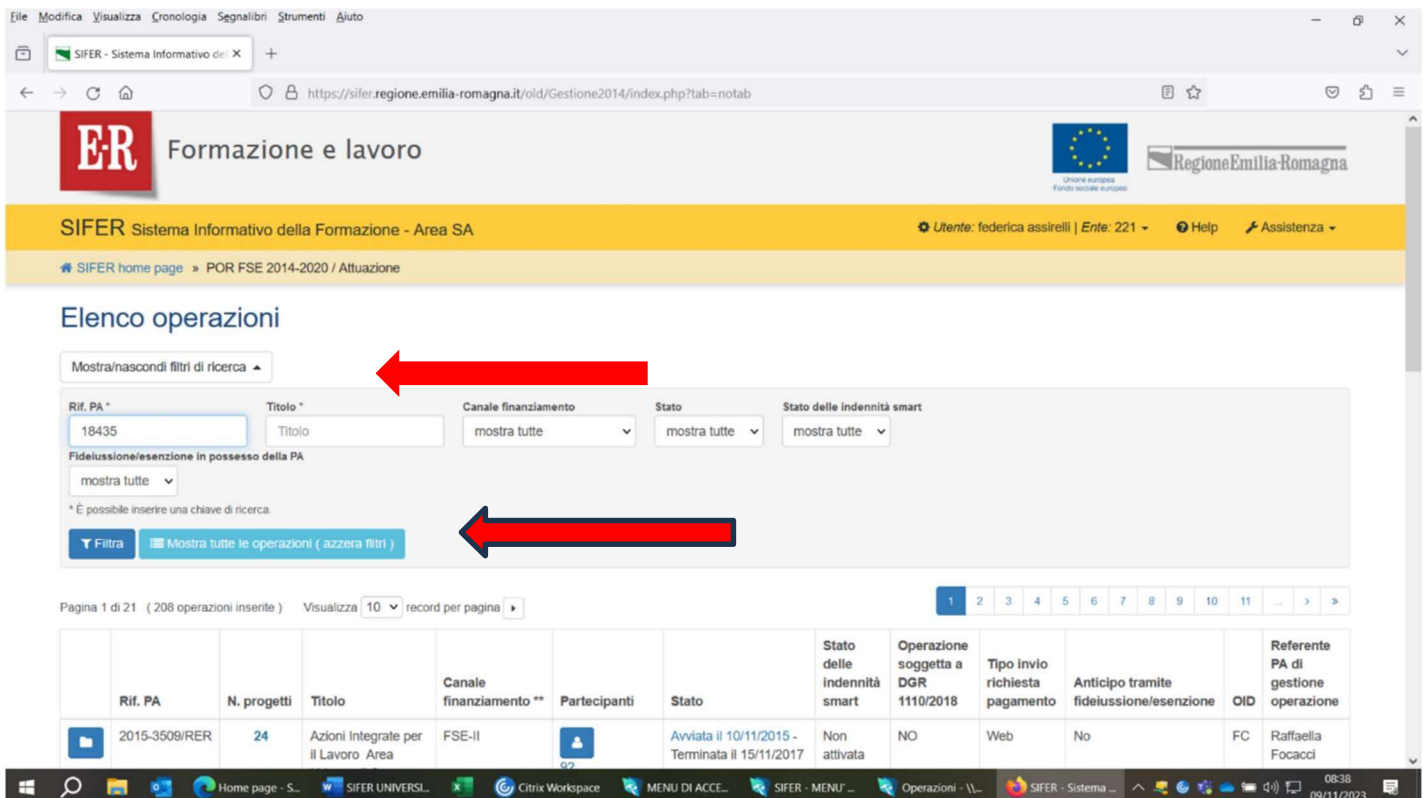 File Modifica Visualizza Cronologia Segnalibri Strumenti Aiuto
SIFER - Sistema Informativo del
https://sifer.regione.emilia-romagna.it/old/Gestione2014/index.php?tab=notab
E-R Formazione e lavoro
Unione europea
Fondo sociale europeo
RegioneEmilia-Romagna
SIFER Sistema Informativo della Formazione - Area SA
Utente: federica assirelli | Ente: 221 Help Assistenza
SIFER home page » POR FSE 2014-2020 / Attuazione
Elenco operazioni
Mostra/nascondi filtri di ricerca
Rif. PA * Titolo * Canale finanziamento Stato Stato delle indennità smart
18435 Titolo mostra tutte mostra tutte mostra tutte
Fideiussione/esenzione in possesso della PA
mostra tutte
* È possibile inserire una chiave di ricerca.
Filtra Mostra tutte le operazioni ( azzera filtri )
Pagina 1 di 21 ( 208 operazioni inserite ) Visualizza 10 record per pagina
1 2 3 4 5 6 7 8 9 10 11 ... > »
Rif. PA
N. progetti
Titolo
Canale
finanziamento **
Partecipanti
Stato
Stato
delle
indennità
smart
Operazione
soggetta a
DGR
1110/2018
Tipo invio
richiesta
pagamento
Anticipo tramite
fideiussione/esenzione
OID
Referente
PA di
gestione
operazione
2015-3509/RER
24
Azioni Integrate per
il Lavoro Area
FSE-II
92
Avviata il 10/11/2015 -
Terminata il 15/11/2017
Non
attivata
NO
Web
No
FC
Raffaella
Focacci
Home page - S... SIFER UNIVERSI... Citrix Workspace MENU DI ACCE... SIFER - MENU'... Operazioni - \\... SIFER - Sistema ...
08:38
09/11/2023